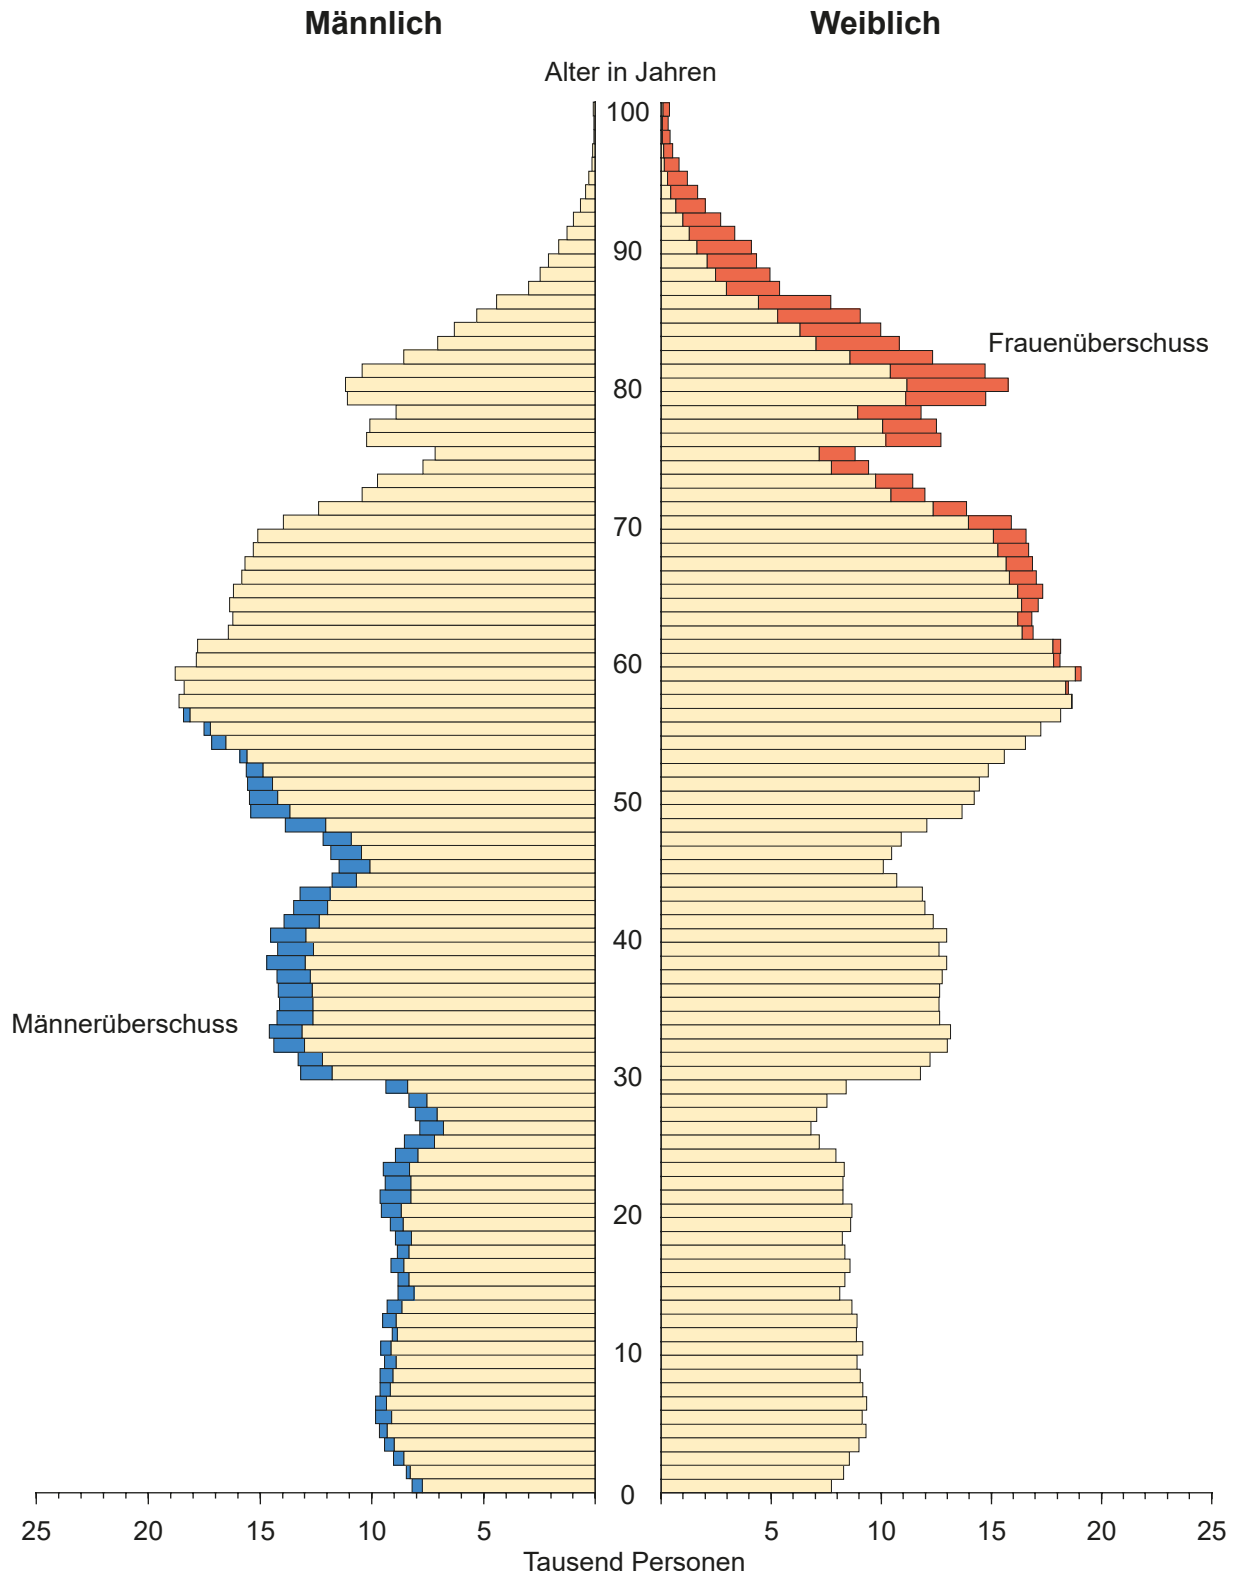 Männlich Weiblich
Alter in Jahren
100
90
Frauenüberschuss
80
70
60
50
40
Männerüberschuss
30
20
10
0
25 20 15 10 5 5 10 15 20 25
Tausend Personen